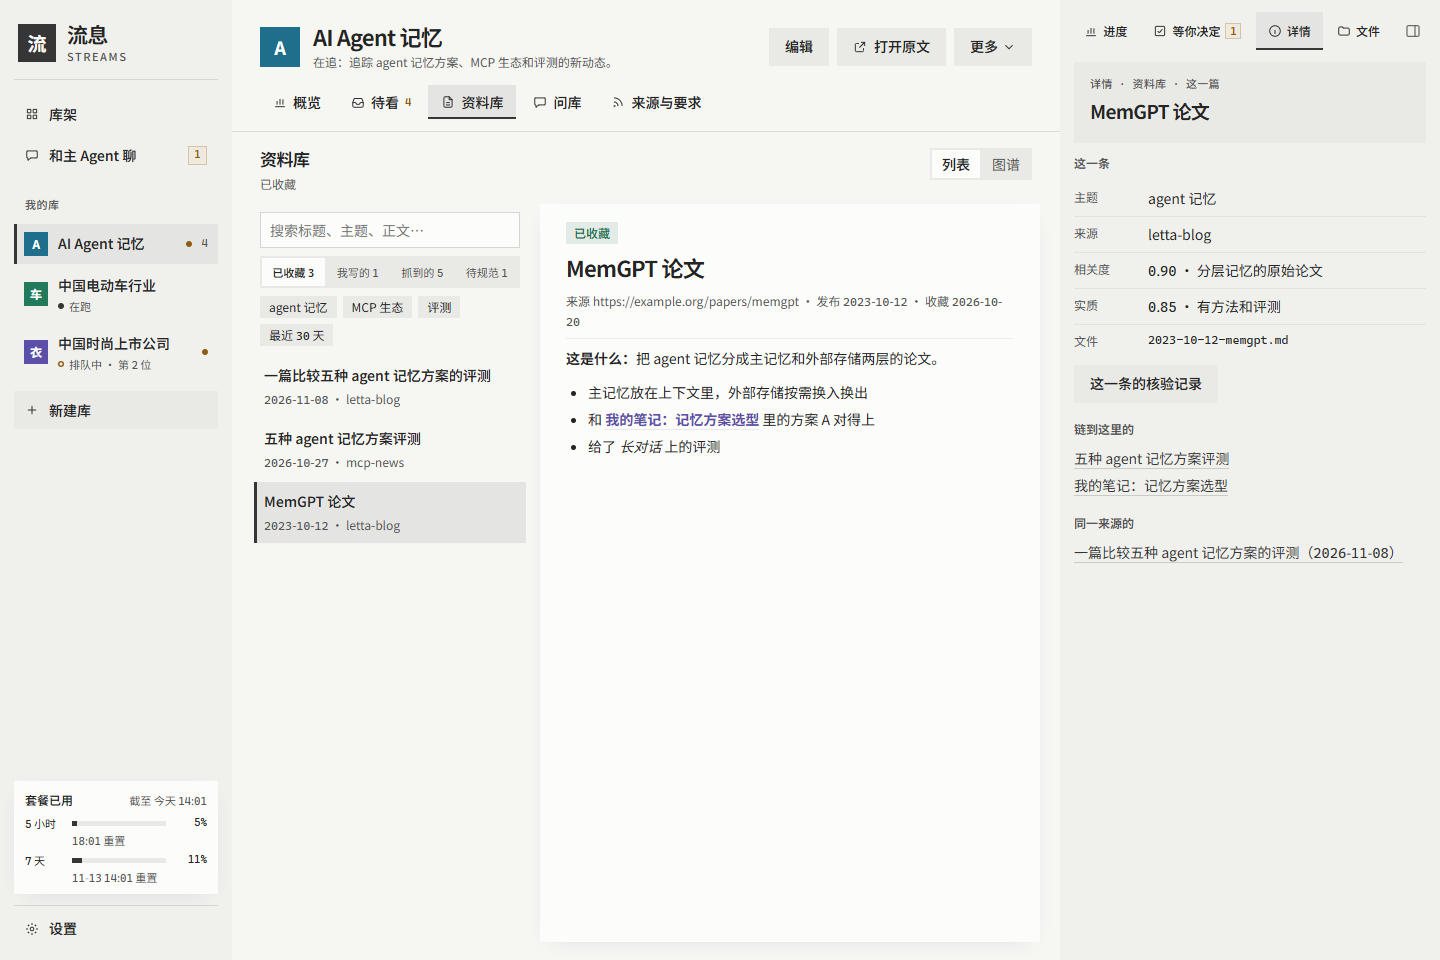 流
流息
STREAMS
库架
和主 Agent 聊
1
我的库
A
AI Agent 记忆
4
车
中国电动车行业
在跑
衣
中国时尚上市公司
排队中 · 第 2 位
+ 新建库
套餐已用
截至 今天 14:01
5 小时
5%
18:01 重置
7 天
11%
11-13 14:01 重置
设置
A
AI Agent 记忆
在追：追踪 agent 记忆方案、MCP 生态和评测的新动态。
编辑
打开原文
更多
概览
待看 4
资料库
问库
来源与要求
资料库
已收藏
列表
图谱
搜索标题、主题、正文…
已收藏 3
我写的 1
抓到的 5
待规范 1
agent 记忆
MCP 生态
评测
最近 30 天
一篇比较五种 agent 记忆方案的评测
2026-11-08 · letta-blog
五种 agent 记忆方案评测
2026-10-27 · mcp-news
MemGPT 论文
2023-10-12 · letta-blog
已收藏
MemGPT 论文
来源 https://example.org/papers/memgpt · 发布 2023-10-12 · 收藏 2026-10-
20
这是什么：把 agent 记忆分成主记忆和外部存储两层的论文。
• 主记忆放在上下文里，外部存储按需换入换出
• 和 我的笔记：记忆方案选型 里的方案 A 对得上
• 给了 长对话 上的评测
进度
等你决定 1
详情
文件
详情 · 资料库 · 这一篇
MemGPT 论文
这一条
主题
agent 记忆
来源
letta-blog
相关度
0.90 · 分层记忆的原始论文
实质
0.85 · 有方法和评测
文件
2023-10-12-memgpt.md
这一条的核验记录
链到这里的
五种 agent 记忆方案评测
我的笔记：记忆方案选型
同一来源的
一篇比较五种 agent 记忆方案的评测（2026-11-08）